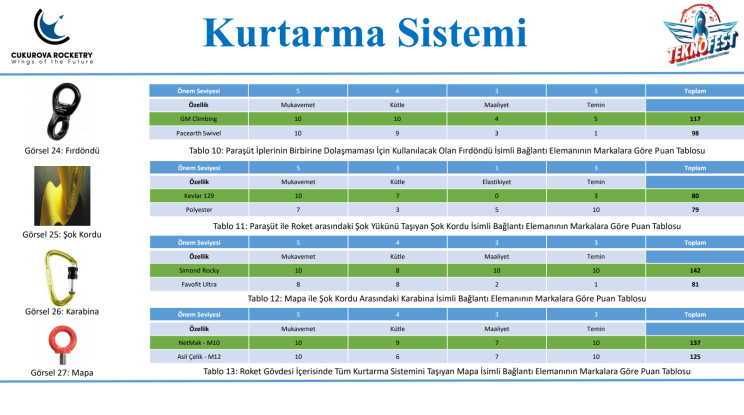 CUKUROVA ROCKETRY
Wings of the Future
Kurtarma Sistemi
TEKNOFEST
Görsel 24: Fırdöndü
Önem Seviyesi 5 4 3 3 Toplam
Özellik Mukavemet Kütle Maaliyet Temin
GM Climbing 10 10 4 5 117
Pacearth Swivel 10 9 3 1 98
Tablo 10: Paraşüt İplerinin Birbirine Dolaşmaması İçin Kullanılacak Olan Fırdöndü İsimli Bağlantı Elemanının Markalara Göre Puan Tablosu
Görsel 25: Şok Kordu
Önem Seviyesi 5 3 1 3 Toplam
Özellik Mukavemet Kütle Elastikiyet Temin
Kevlar 129 10 7 0 3 80
Polyester 7 3 5 10 79
Tablo 11: Paraşüt ile Roket arasındaki Şok Yükünü Taşıyan Şok Kordu İsimli Bağlantı Elemanının Markalara Göre Puan Tablosu
Görsel 26: Karabina
Önem Seviyesi 5 4 3 3 Toplam
Özellik Mukavemet Kütle Maaliyet Temin
Simond Rocky 10 8 10 10 142
Favofit Ultra 8 8 2 1 81
Tablo 12: Mapa ile Şok Kordu Arasındaki Karabina İsimli Bağlantı Elemanının Markalara Göre Puan Tablosu
Görsel 27: Mapa
Önem Seviyesi 5 4 3 3 Toplam
Özellik Mukavemet Kütle Maaliyet Temin
NetMak - M10 10 9 7 10 137
Asil Çelik - M12 10 6 7 10 125
Tablo 13: Roket Gövdesi İçerisinde Tüm Kurtarma Sistemini Taşıyan Mapa İsimli Bağlantı Elemanının Markalara Göre Puan Tablosu